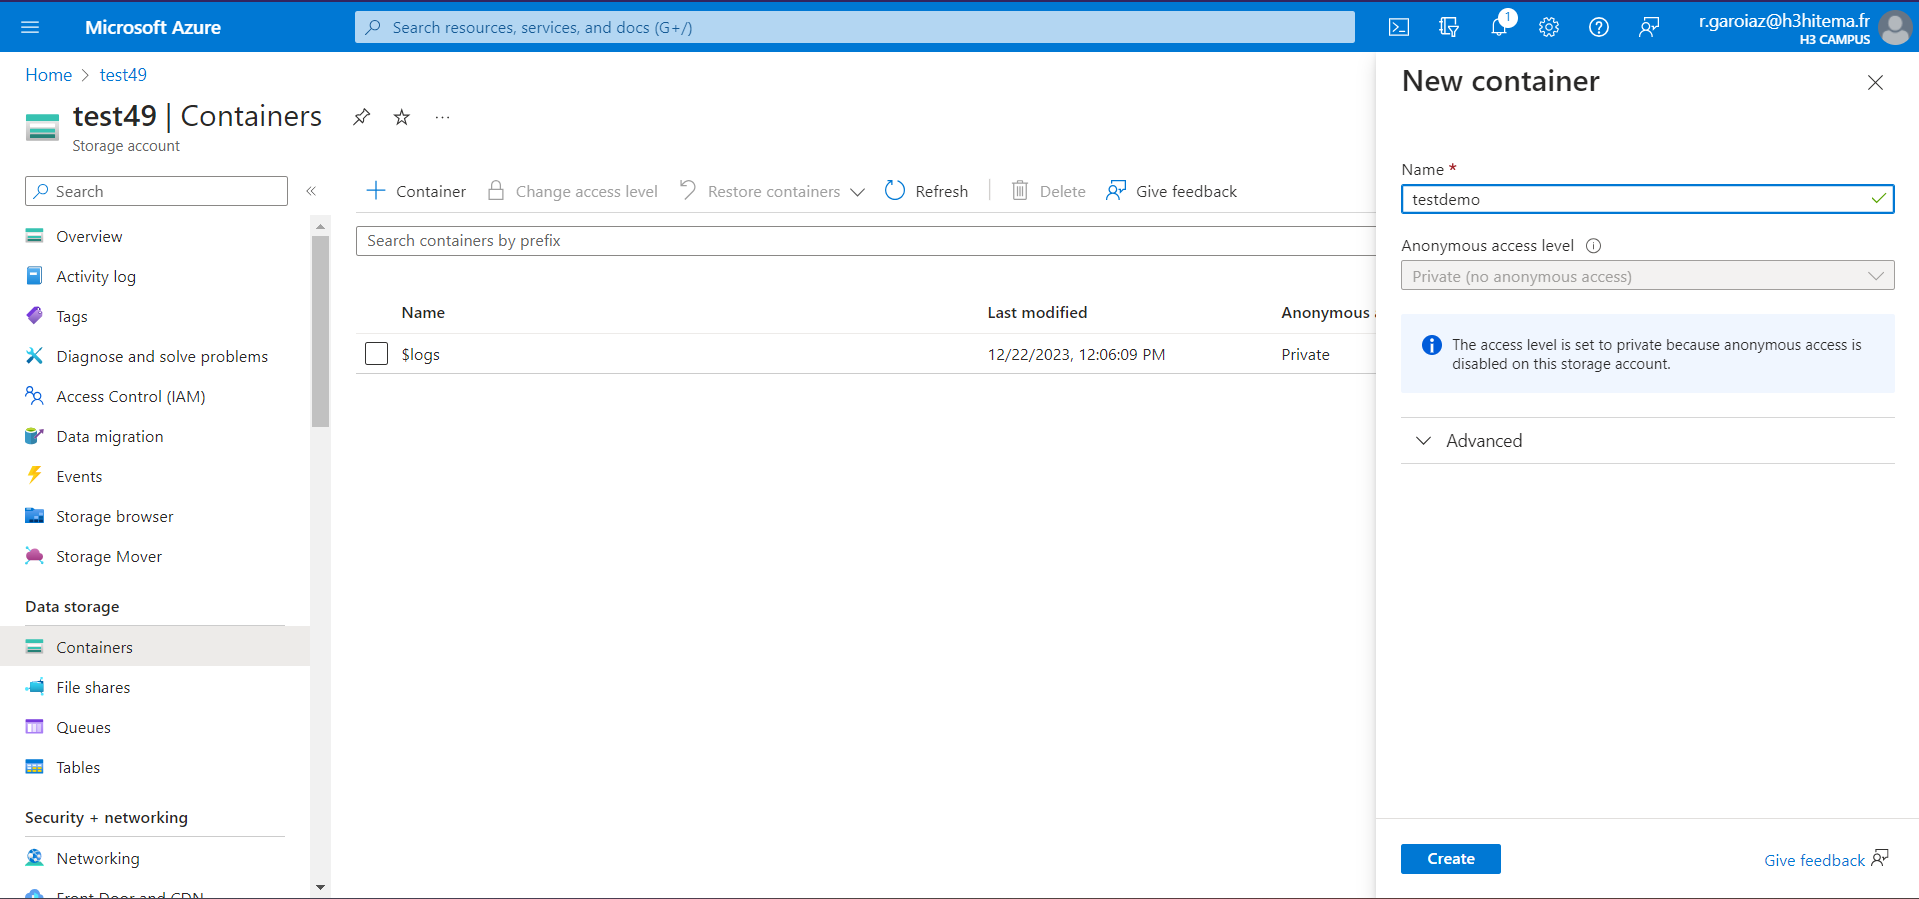 Microsoft Azure
Search resources, services, and docs (G+/)
1
r.garoiaz@h3hitema.fr
H3 CAMPUS
Home > test49
test49 | Containers
...
Storage account
Search
«
Overview
Activity log
Tags
Diagnose and solve problems
Access Control (IAM)
Data migration
Events
Storage browser
Storage Mover
Data storage
Containers
File shares
Queues
Tables
Security + networking
Networking
Front Door and CDN
+ Container
Change access level
Restore containers
Refresh
Delete
Give feedback
Search containers by prefix
Name Last modified Anonymous
$logs 12/22/2023, 12:06:09 PM Private
New container
Name *
testdemo
Anonymous access level
Private (no anonymous access)
The access level is set to private because anonymous access is
disabled on this storage account.
Advanced
Create
Give feedback